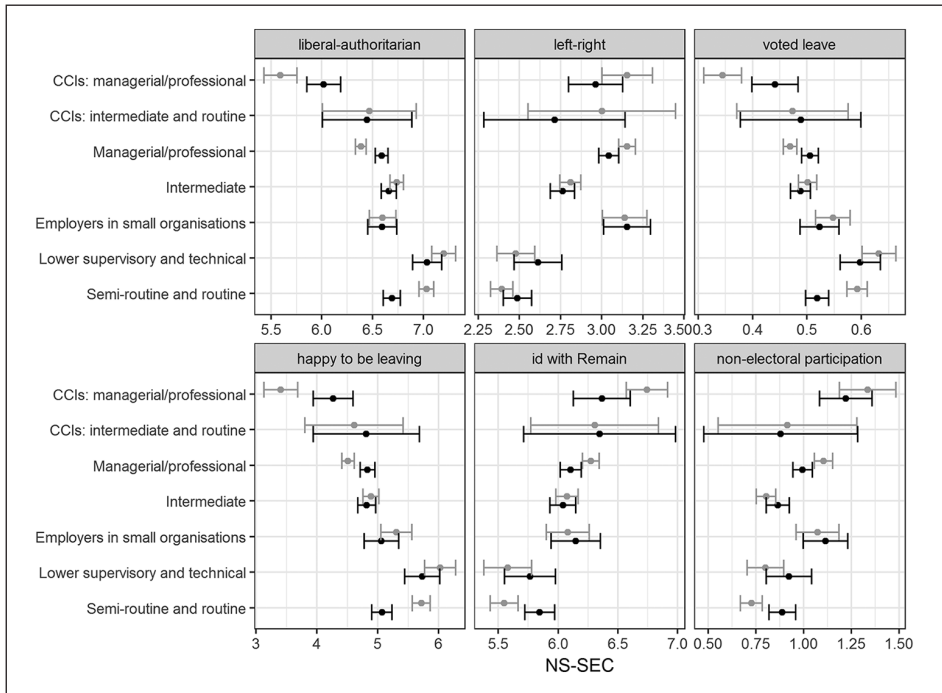 liberal-authoritarian left-right voted leave
CCIs: managerial/professional
CCIs: intermediate and routine
Managerial/professional
Intermediate
Employers in small organisations
Lower supervisory and technical
Semi-routine and routine
5.5 6.0 6.5 7.0 2.25 2.50 2.75 3.00 3.25 3.50 0.3 0.4 0.5 0.6
happy to be leaving id with Remain non-electoral participation
CCIs: managerial/professional
CCIs: intermediate and routine
Managerial/professional
Intermediate
Employers in small organisations
Lower supervisory and technical
Semi-routine and routine
3 4 5 6 5.5 6.0 6.5 7.0 0.50 0.75 1.00 1.25 1.50
NS-SEC